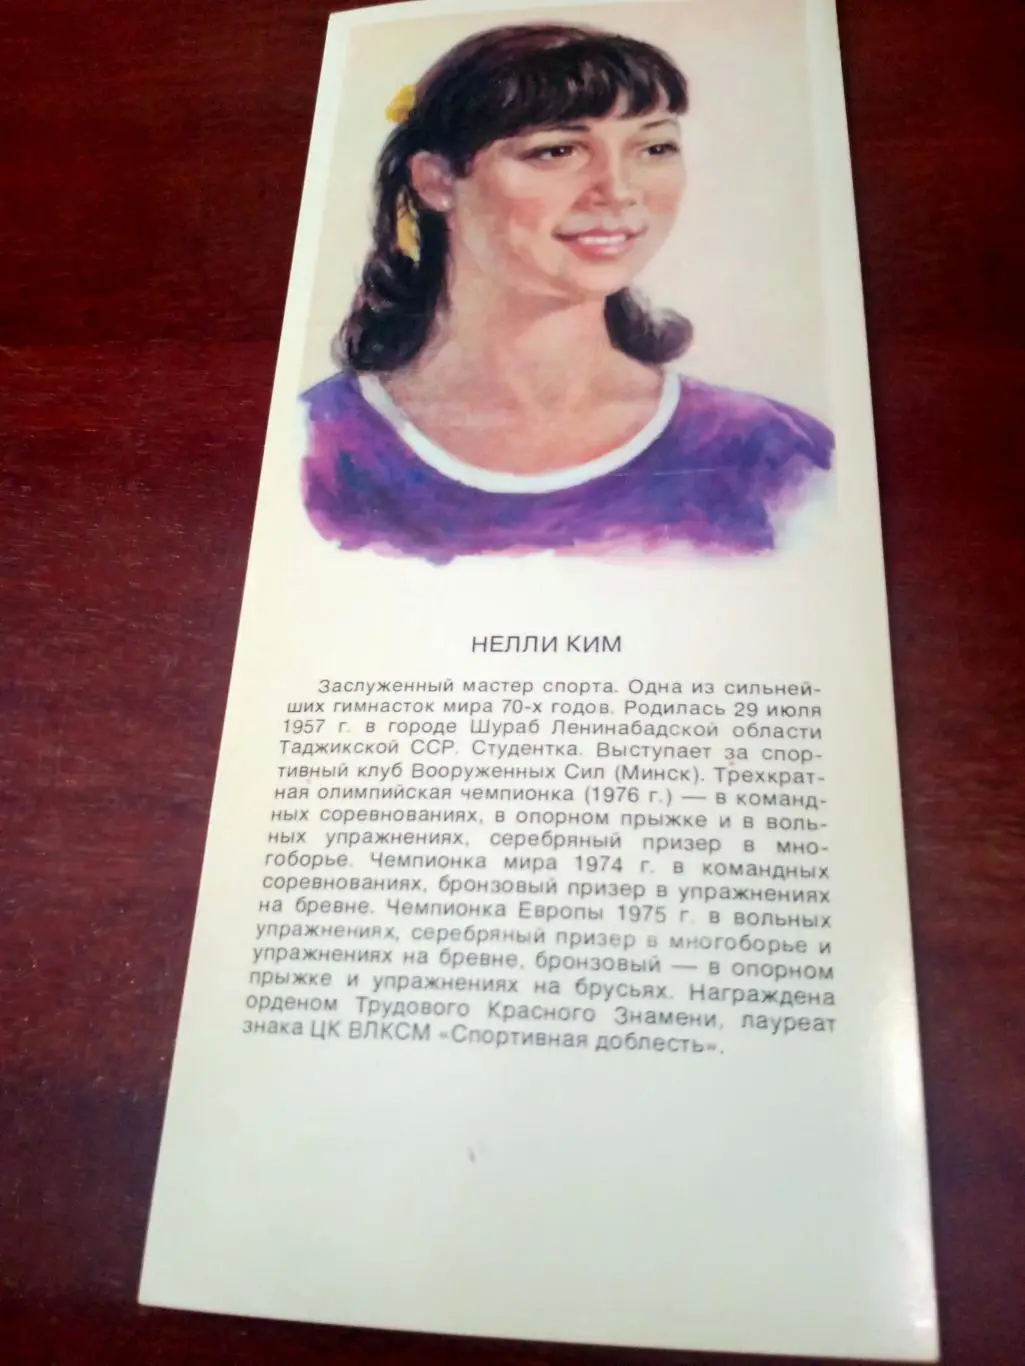 НЕЛЛИ КИМ
Заслуженный мастер спорта. Одна из сильней-
ших гимнасток мира 70-х годов. Родилась 29 июля
1957 г. в городе Шураб Ленинабадской области
Таджикской ССР. Студентка. Выступает за спор-
тивный клуб Вооруженных Сил (Минск). Трехкрат-
ная олимпийская чемпионка (1976 г.) — в команд-
ных соревнованиях, в опорном прыжке и в воль-
ных упражнениях, серебряный призер в мно-
гоборье. Чемпионка мира 1974 г. в командных
соревнованиях, бронзовый призер в упражнениях
на бревне. Чемпионка Европы 1975 г. в вольных
упражнениях, серебряный призер в многоборье и
упражнениях на бревне, бронзовый — в опорном
прыжке и упражнениях на брусьях. Награждена
орденом Трудового Красного Знамени, лауреат
знака ЦК ВЛКСМ «Спортивная доблесть».